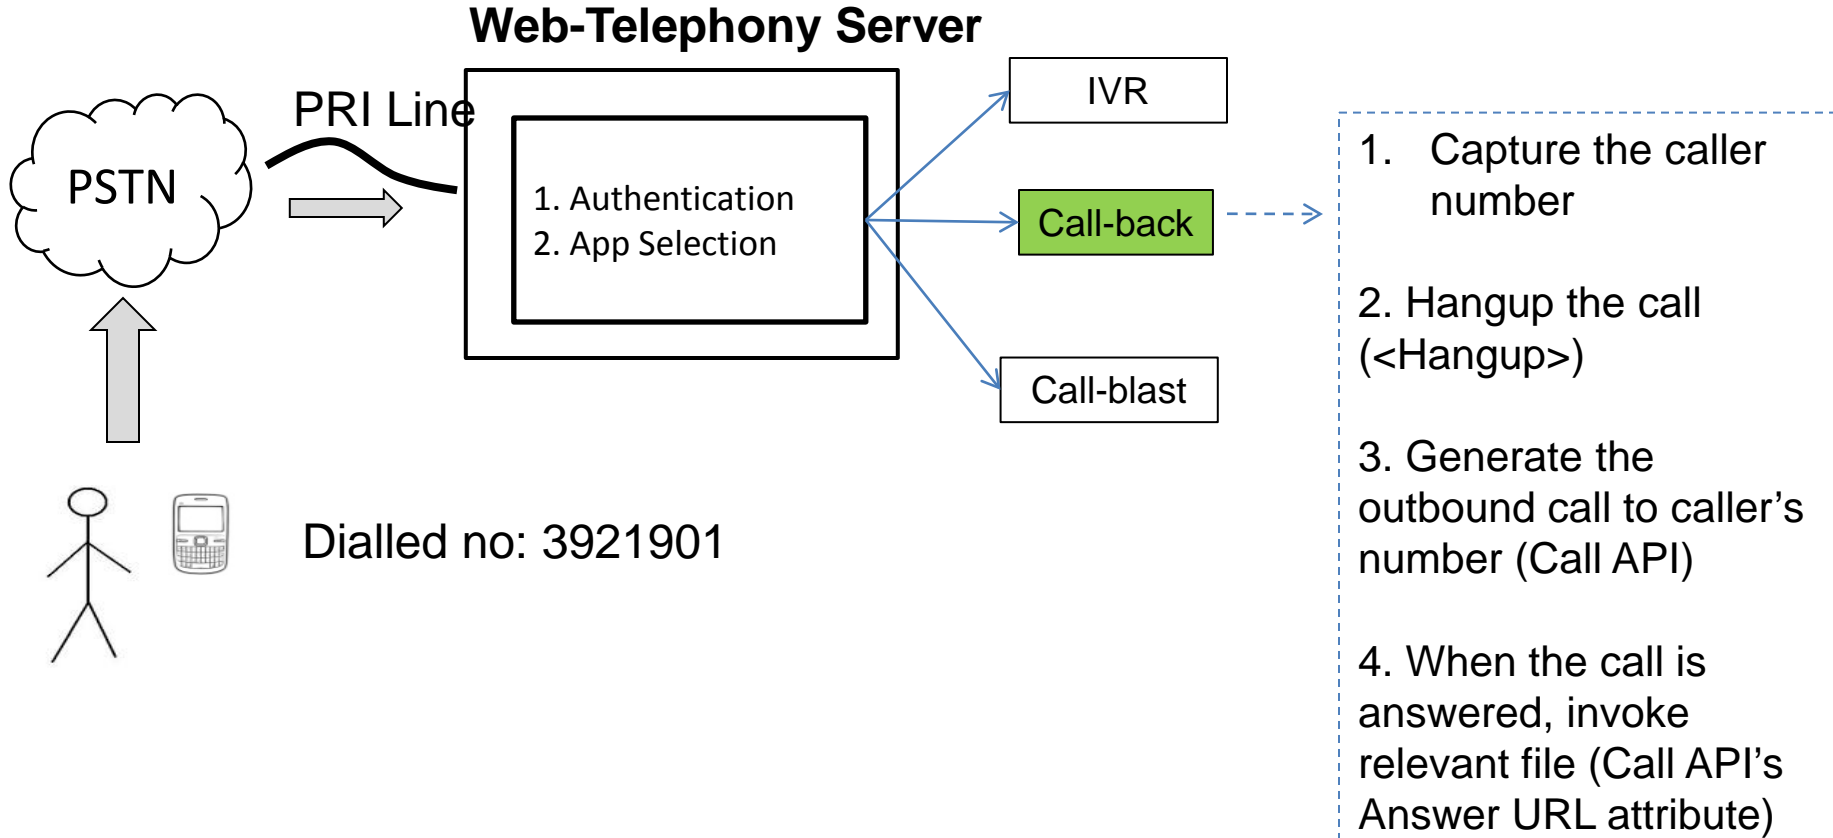 Web-Telephony Server
PRI Line
PSTN
1. Authentication
2. App Selection
IVR
Call-back
Call-blast
Dialled no: 3921901
1. Capture the caller
number
2. Hangup the call
(<Hangup>)
3. Generate the
outbound call to caller’s
number (Call API)
4. When the call is
answered, invoke
relevant file (Call API’s
Answer URL attribute)